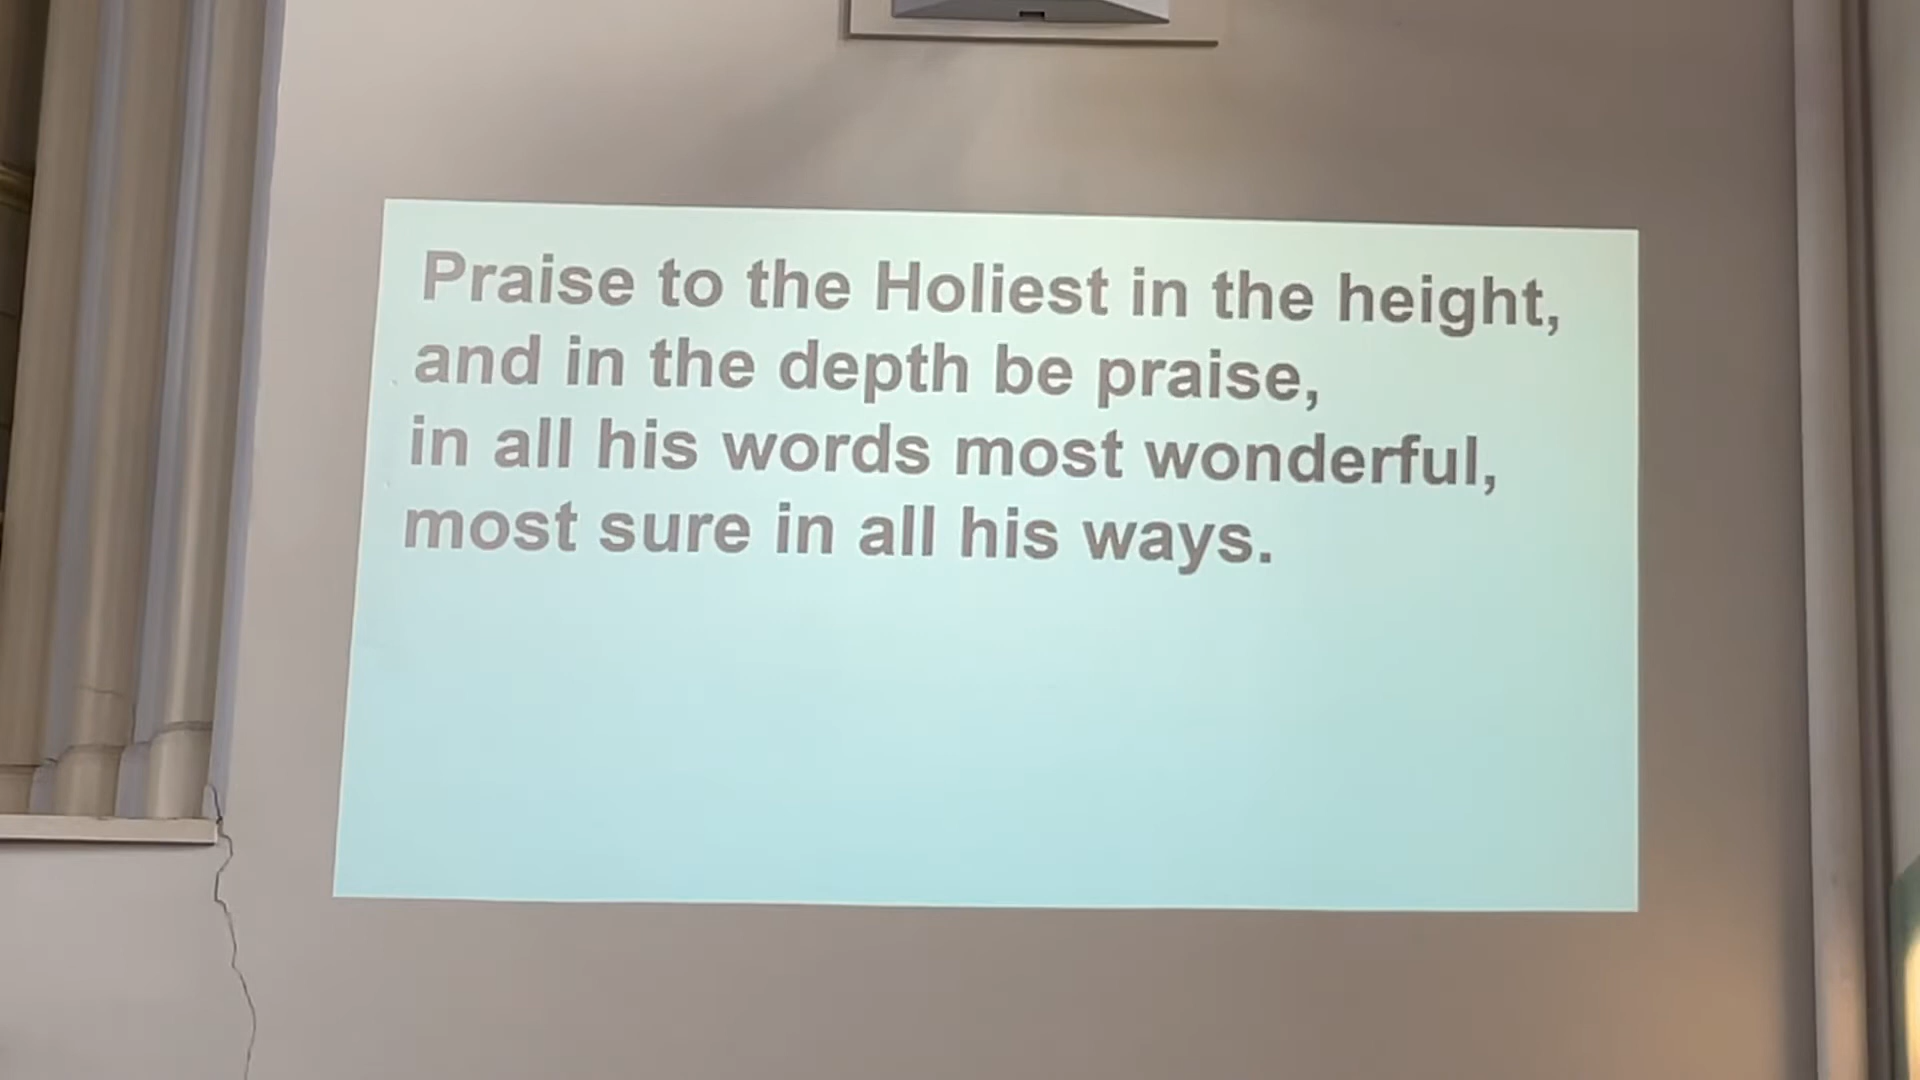 Praise to the Holiest in the height,
and in the depth be praise,
in all his words most wonderful,
most sure in all his ways.